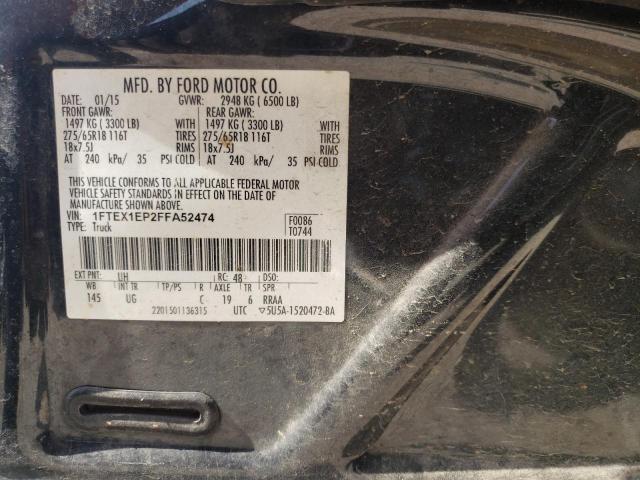 MFD. BY FORD MOTOR CO.
DATE: 01/15 GVWR: 2948 KG ( 6500 LB)
FRONT GAWR: REAR GAWR:
1497 KG ( 3300 LB) WITH 1497 KG ( 3300 LB) WITH
275/65R18 116T TIRES 275/65R18 116T TIRES
18x7.5J RIMS 18x7.5J RIMS
AT 240 kPa/ 35 PSI COLD AT 240 kPa/ 35 PSI COLD
THIS VEHICLE CONFORMS TO ALL APPLICABLE FEDERAL MOTOR
VEHICLE SAFETY STANDARDS IN EFFECT ON THE DATE OF
MANUFACTURE SHOWN ABOVE.
VIN: 1FTEX1EP2FFA52474 F0086
TYPE: Truck T0744
EXT PNT: UH RC: 48 DSO:
WB INT TR TP/PS R AXLE TR SPR
145 UG C 19 6 RRAA
2201501136315 UTC ▽5U5A-1520472-BA